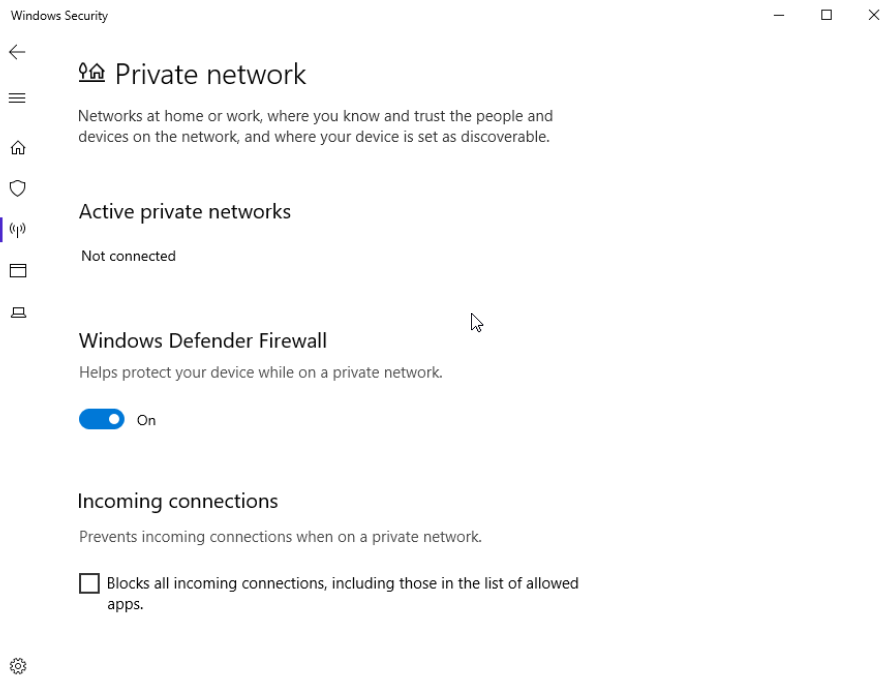 Windows Security
Private network
Networks at home or work, where you know and trust the people and
devices on the network, and where your device is set as discoverable.
Active private networks
Not connected
Windows Defender Firewall
Helps protect your device while on a private network.
On
Incoming connections
Prevents incoming connections when on a private network.
Blocks all incoming connections, including those in the list of allowed
apps.